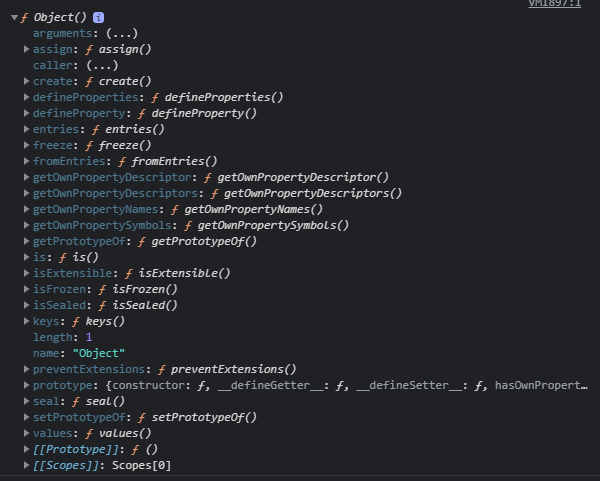 VM1897:1
ƒ Object() i
arguments: (...)
assign: ƒ assign()
caller: (...)
create: ƒ create()
defineProperties: ƒ defineProperties()
defineProperty: ƒ defineProperty()
entries: ƒ entries()
freeze: ƒ freeze()
fromEntries: ƒ fromEntries()
getOwnPropertyDescriptor: ƒ getOwnPropertyDescriptor()
getOwnPropertyDescriptors: ƒ getOwnPropertyDescriptors()
getOwnPropertyNames: ƒ getOwnPropertyNames()
getOwnPropertySymbols: ƒ getOwnPropertySymbols()
getPrototypeOf: ƒ getPrototypeOf()
is: ƒ is()
isExtensible: ƒ isExtensible()
isFrozen: ƒ isFrozen()
isSealed: ƒ isSealed()
keys: ƒ keys()
length: 1
name: "Object"
preventExtensions: ƒ preventExtensions()
prototype: {constructor: ƒ, __defineGetter__: ƒ, __defineSetter__: ƒ, hasOwnPropert…
seal: ƒ seal()
setPrototypeOf: ƒ setPrototypeOf()
values: ƒ values()
[[Prototype]]: ƒ ()
[[Scopes]]: Scopes[0]